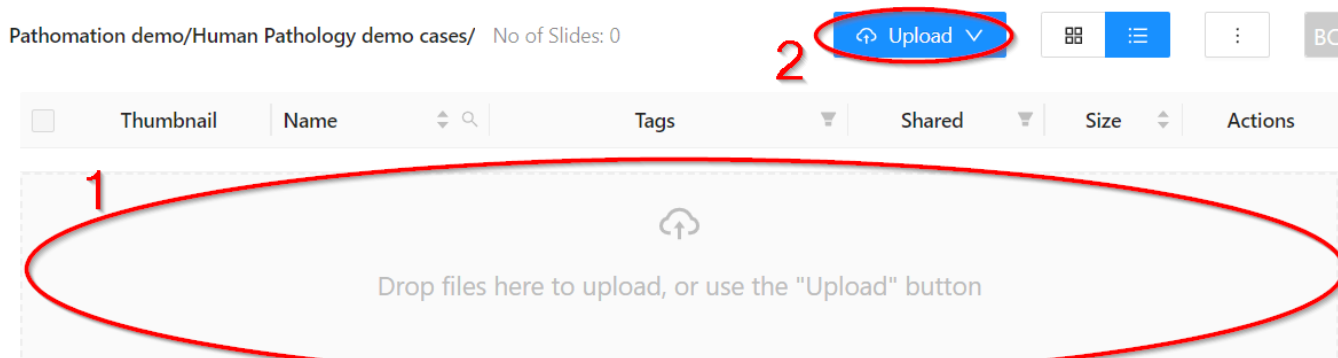 Pathomation demo/Human Pathology demo cases/ No of Slides: 0
2
Upload
BC
Thumbnail Name Tags Shared Size Actions
1
Drop files here to upload, or use the "Upload" button